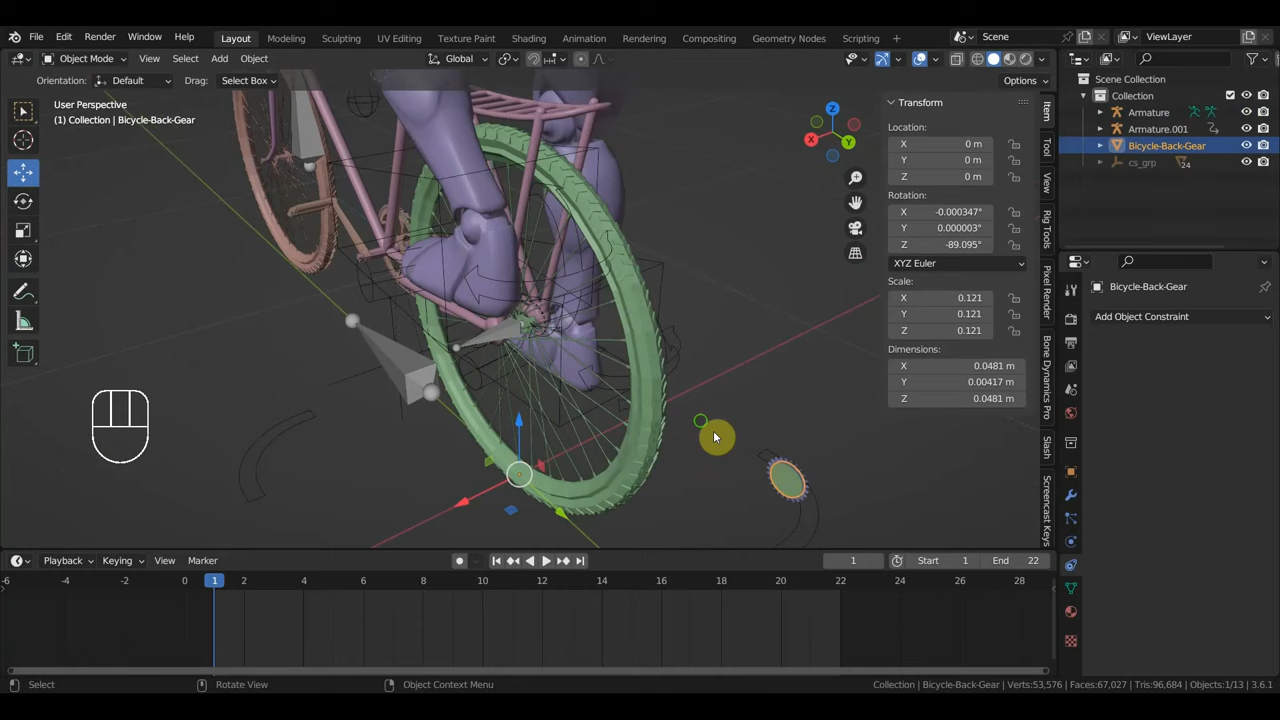 File Edit Render Window Help Layout Modeling Sculpting UV Editing Texture Paint Shading Animation Rendering Compositing Geometry Nodes Scripting + Scene ViewLayer
Object Mode View Select Add Object Global
Orientation: Default Drag: Select Box Options
User Perspective
(1) Collection | Bicycle-Back-Gear
Z
X
Y
Transform
Location:
X 0 m
Y 0 m
Z 0 m
Rotation:
X -0.000347°
Y 0.000003°
Z -89.095°
XYZ Euler
Scale:
X 0.121
Y 0.121
Z 0.121
Dimensions:
X 0.0481 m
Y 0.00417 m
Z 0.0481 m
Item
Tool
View
Rig Tools
Pixel Render
Bone Dynamics Pro
Slash
Screencast Keys
Scene Collection
Collection
Armature
Armature.001
Bicycle-Back-Gear
cs_grp 24
Bicycle-Back-Gear
Add Object Constraint
Playback Keying View Marker 1 Start 1 End 22
-6 -4 -2 0 1 2 4 6 8 10 12 14 16 18 20 22 24 26 28
Select Rotate View Object Context Menu Collection | Bicycle-Back-Gear | Verts:53,576 | Faces:67,027 | Tris:96,684 | Objects:1/13 | 3.6.1